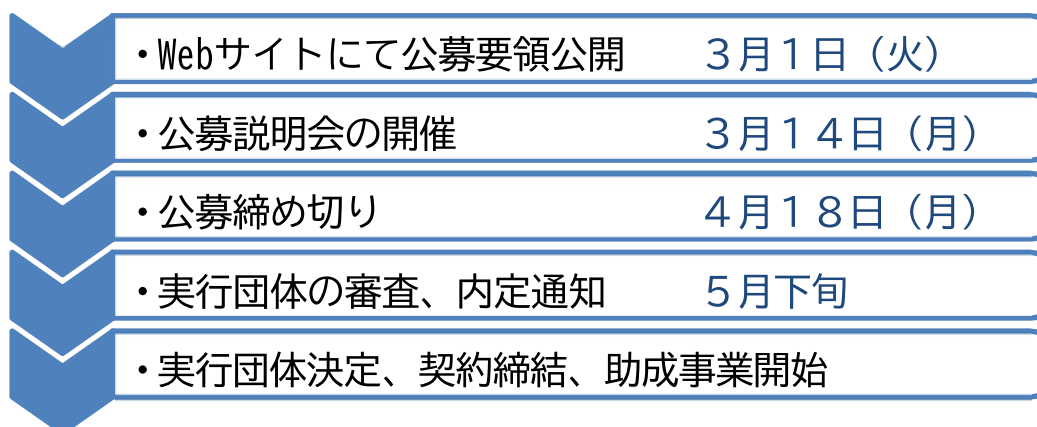 ・Webサイトにて公募要領公開 ３月１日（火）
・公募説明会の開催 ３月１４日（月）
・公募締め切り ４月１８日（月）
・実行団体の審査、内定通知 ５月下旬
・実行団体決定、契約締結、助成事業開始